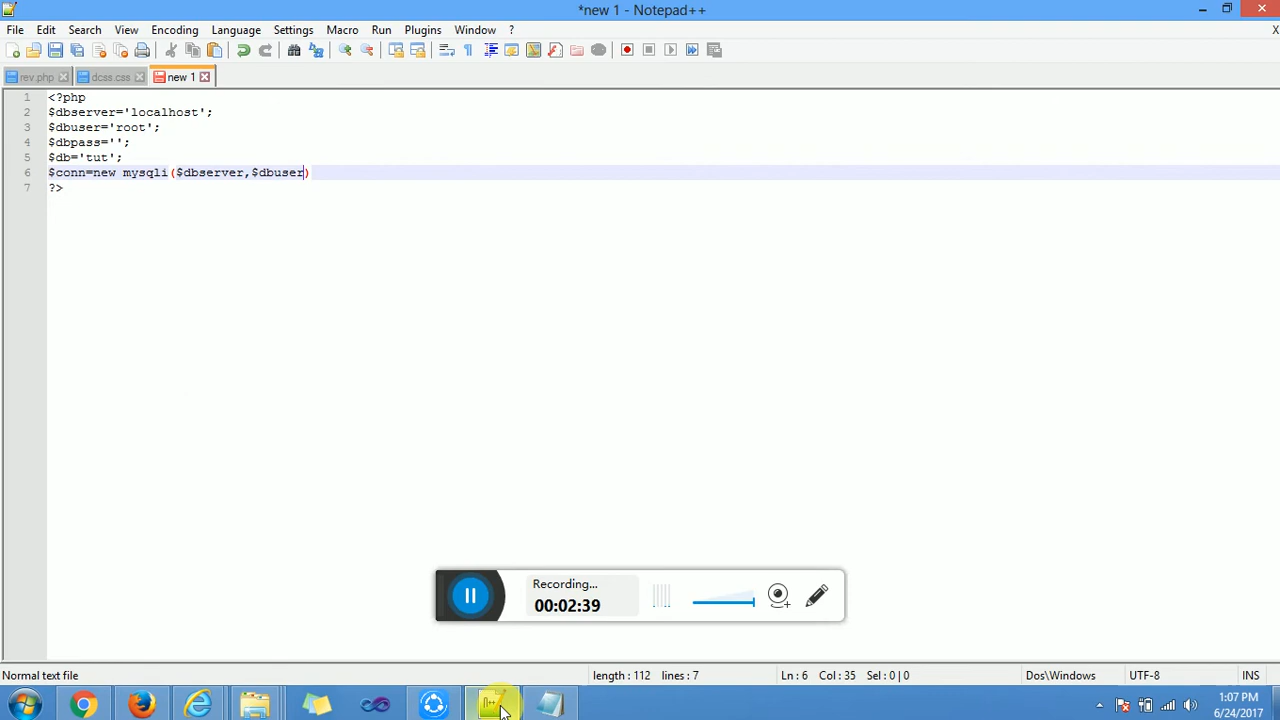 *new 1 - Notepad++
File Edit Search View Encoding Language Settings Macro Run Plugins Window ? X
rev.php dcss.css new 1
1 <?php
2 $dbserver='localhost';
3 $dbuser='root';
4 $dbpass='';
5 $db='tut';
6 $conn=new mysqli($dbserver,$dbuser)
7 ?>
Recording...
00:02:39
Normal text file length : 112 lines : 7 Ln : 6 Col : 35 Sel : 0 | 0 Dos\Windows UTF-8 INS
1:07 PM
6/24/2017